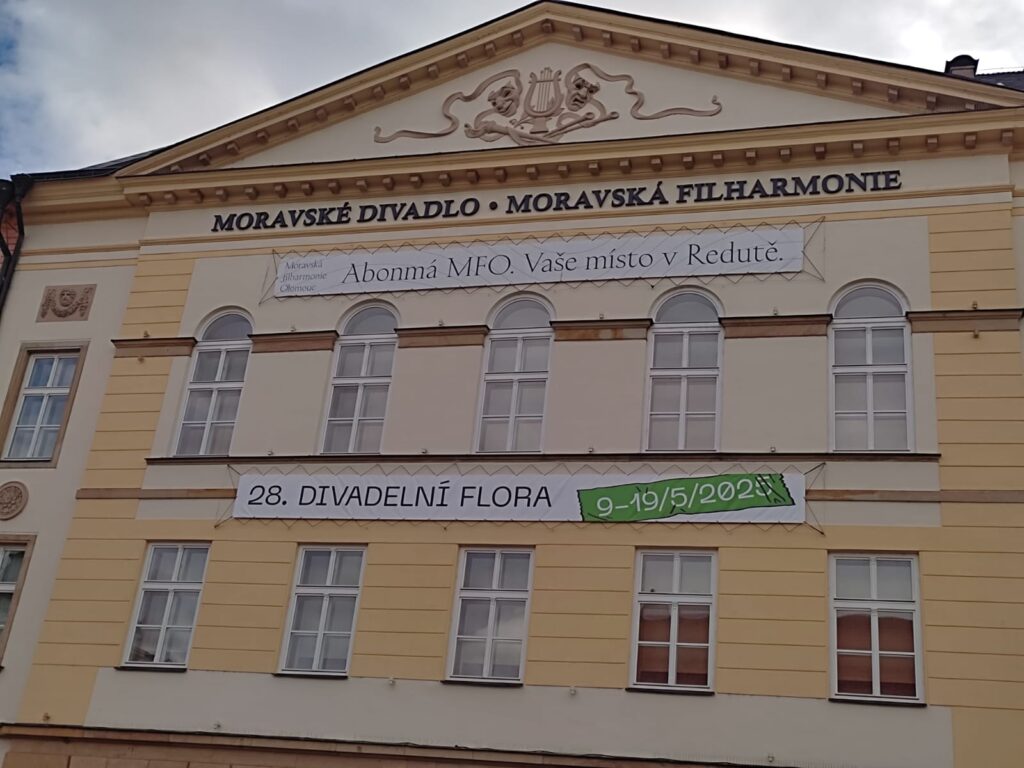 MORAVSKÉ DIVADLO • MORAVSKÁ FILHARMONIE
Moravská
filharmonie
Olomouc
Abonmá MFO. Vaše místo v Redutě.
28. DIVADELNÍ FLORA
9–19/5/2025